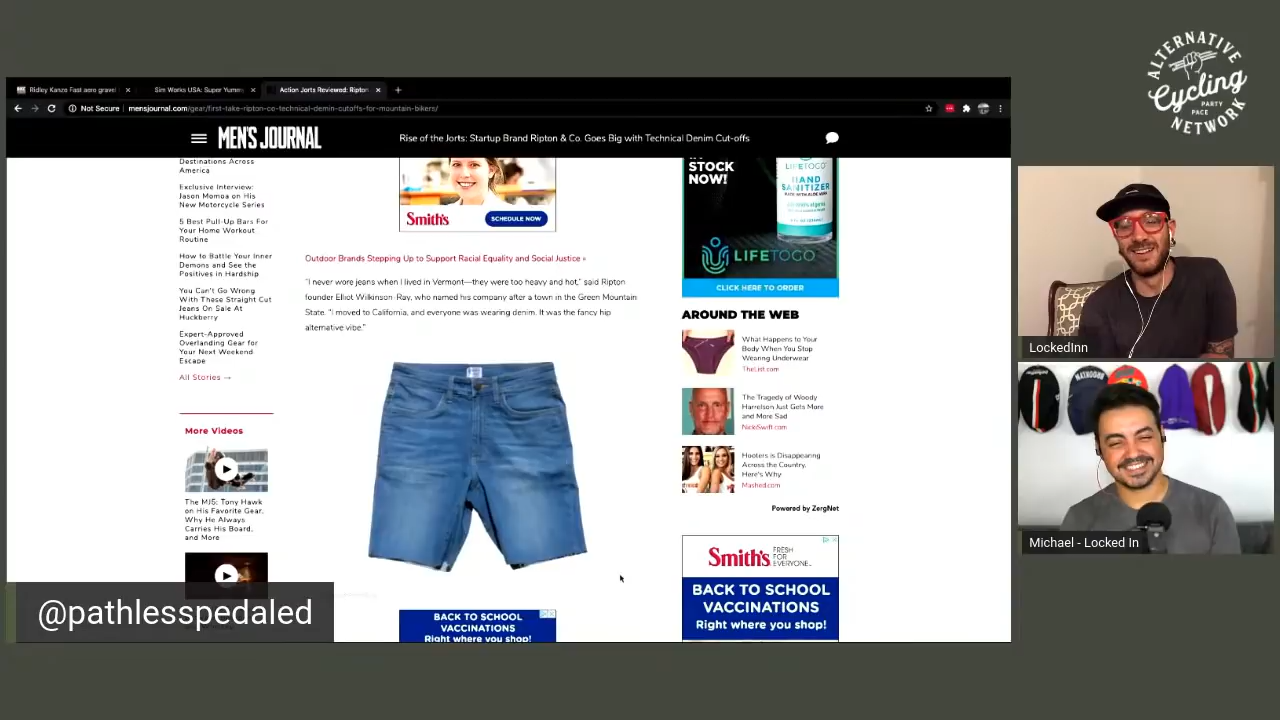 ALTERNATIVE
Cycling
PARTY
PACE
NETWORK
Ridley Kanzo Fast aero gravel
Sim Works USA: Super Yummy
Action Jorts Reviewed: Ripton
Not Secure
mensjournal.com/gear/first-take-ripton-co-technical-demin-cutoffs-for-mountain-bikers/
MEN'S JOURNAL
Rise of the Jorts: Startup Brand Ripton & Co. Goes Big with Technical Denim Cut-offs
Destinations Across
America
Exclusive Interview:
Jason Momoa on His
New Motorcycle Series
5 Best Pull-Up Bars For
Your Home Workout
Routine
How to Battle Your Inner
Demons and See the
Positives in Hardship
You Can't Go Wrong
With These Straight Cut
Jeans On Sale At
Huckberry
Expert-Approved
Overlanding Gear for
Your Next Weekend
Escape
All Stories →
More Videos
The MJ5: Tony Hawk
on His Favorite Gear,
Why He Always
Carries His Board,
and More
Smith's
SCHEDULE NOW
Outdoor Brands Stepping Up to Support Racial Equality and Social Justice »
"I never wore jeans when I lived in Vermont—they were too heavy and hot," said Ripton
founder Elliot Wilkinson-Ray, who named his company after a town in the Green Mountain
State. "I moved to California, and everyone was wearing denim. It was the fancy hip
alternative vibe."
BACK TO SCHOOL
VACCINATIONS
Right where you shop!
IN
STOCK
NOW!
LIFETOGO
HAND
SANITIZER
LIFETOGO
CLICK HERE TO ORDER
AROUND THE WEB
What Happens to Your
Body When You Stop
Wearing Underwear
TheList.com
The Tragedy of Woody
Harrelson Just Gets More
and More Sad
NickiSwift.com
Hooters is Disappearing
Across the Country,
Here's Why
Mashed.com
Powered by ZergNet
Smith's
FRESH
FOR
EVERYONE.
BACK TO SCHOOL
VACCINATIONS
Right where you shop!
LockedInn
Michael - Locked In
@pathlesspedaled